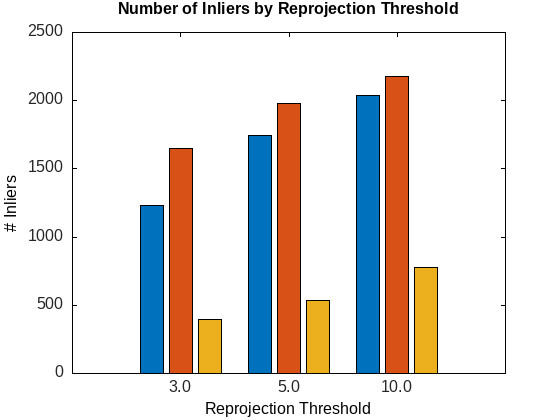 Number of Inliers by Reprojection Threshold
2500
2000
1500
1000
500
0
# Inliers
3.0 5.0 10.0
Reprojection Threshold